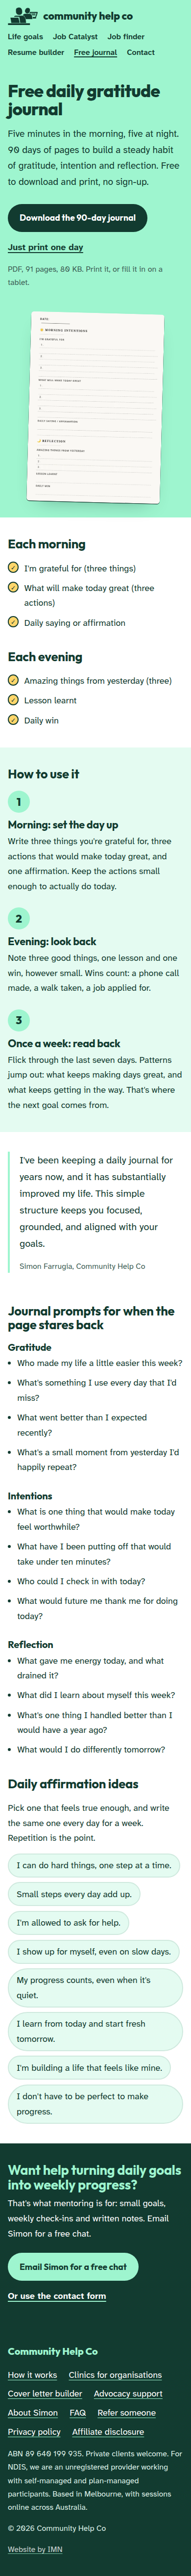 community help co
Life goals Job Catalyst Job finder
Resume builder Free journal Contact
Free daily gratitude
journal
Five minutes in the morning, five at night.
90 days of pages to build a steady habit
of gratitude, intention and reflection. Free
to download and print, no sign-up.
Download the 90-day journal
Just print one day
PDF, 91 pages, 80 KB. Print it, or fill it in on a
tablet.
DATE
MORNING INTENTIONS
I'M GRATEFUL FOR
WHAT WILL MAKE TODAY GREAT
DAILY SAYING / AFFIRMATION
REFLECTION
AMAZING THINGS FROM YESTERDAY
LESSON LEARNT
DAILY WIN
Each morning
I'm grateful for (three things)
What will make today great (three
actions)
Daily saying or affirmation
Each evening
Amazing things from yesterday (three)
Lesson learnt
Daily win
How to use it
1
Morning: set the day up
Write three things you're grateful for, three
actions that would make today great, and
one affirmation. Keep the actions small
enough to actually do today.
2
Evening: look back
Note three good things, one lesson and one
win, however small. Wins count: a phone call
made, a walk taken, a job applied for.
3
Once a week: read back
Flick through the last seven days. Patterns
jump out: what keeps making days great, and
what keeps getting in the way. That's where
the next goal comes from.
I've been keeping a daily journal for
years now, and it has substantially
improved my life. This simple
structure keeps you focused,
grounded, and aligned with your
goals.
Simon Farrugia, Community Help Co
Journal prompts for when the
page stares back
Gratitude
Who made my life a little easier this week?
What's something I use every day that I'd
miss?
What went better than I expected
recently?
What's a small moment from yesterday I'd
happily repeat?
Intentions
What is one thing that would make today
feel worthwhile?
What have I been putting off that would
take under ten minutes?
Who could I check in with today?
What would future me thank me for doing
today?
Reflection
What gave me energy today, and what
drained it?
What did I learn about myself this week?
What's one thing I handled better than I
would have a year ago?
What would I do differently tomorrow?
Daily affirmation ideas
Pick one that feels true enough, and write
the same one every day for a week.
Repetition is the point.
I can do hard things, one step at a time.
Small steps every day add up.
I'm allowed to ask for help.
I show up for myself, even on slow days.
My progress counts, even when it's
quiet.
I learn from today and start fresh
tomorrow.
I'm building a life that feels like mine.
I don't have to be perfect to make
progress.
Need help turning daily goals
into weekly progress?
That's what mentoring is for: small goals,
weekly check-ins and written notes. Email
Simon for a free chat.
Email Simon for a free chat
Or use the contact form
Community Help Co
How it works Clinics for organisations
Cover letter builder Advocacy support
About Simon FAQ Refer someone
Privacy policy Affiliate disclosure
ABN 89 640 199 935. Private clients welcome. For
NDIS, we are an unregistered provider working
with self-managed and plan-managed
participants. Based in Melbourne, with sessions
online across Australia.
© 2026 Community Help Co
Website by IMN